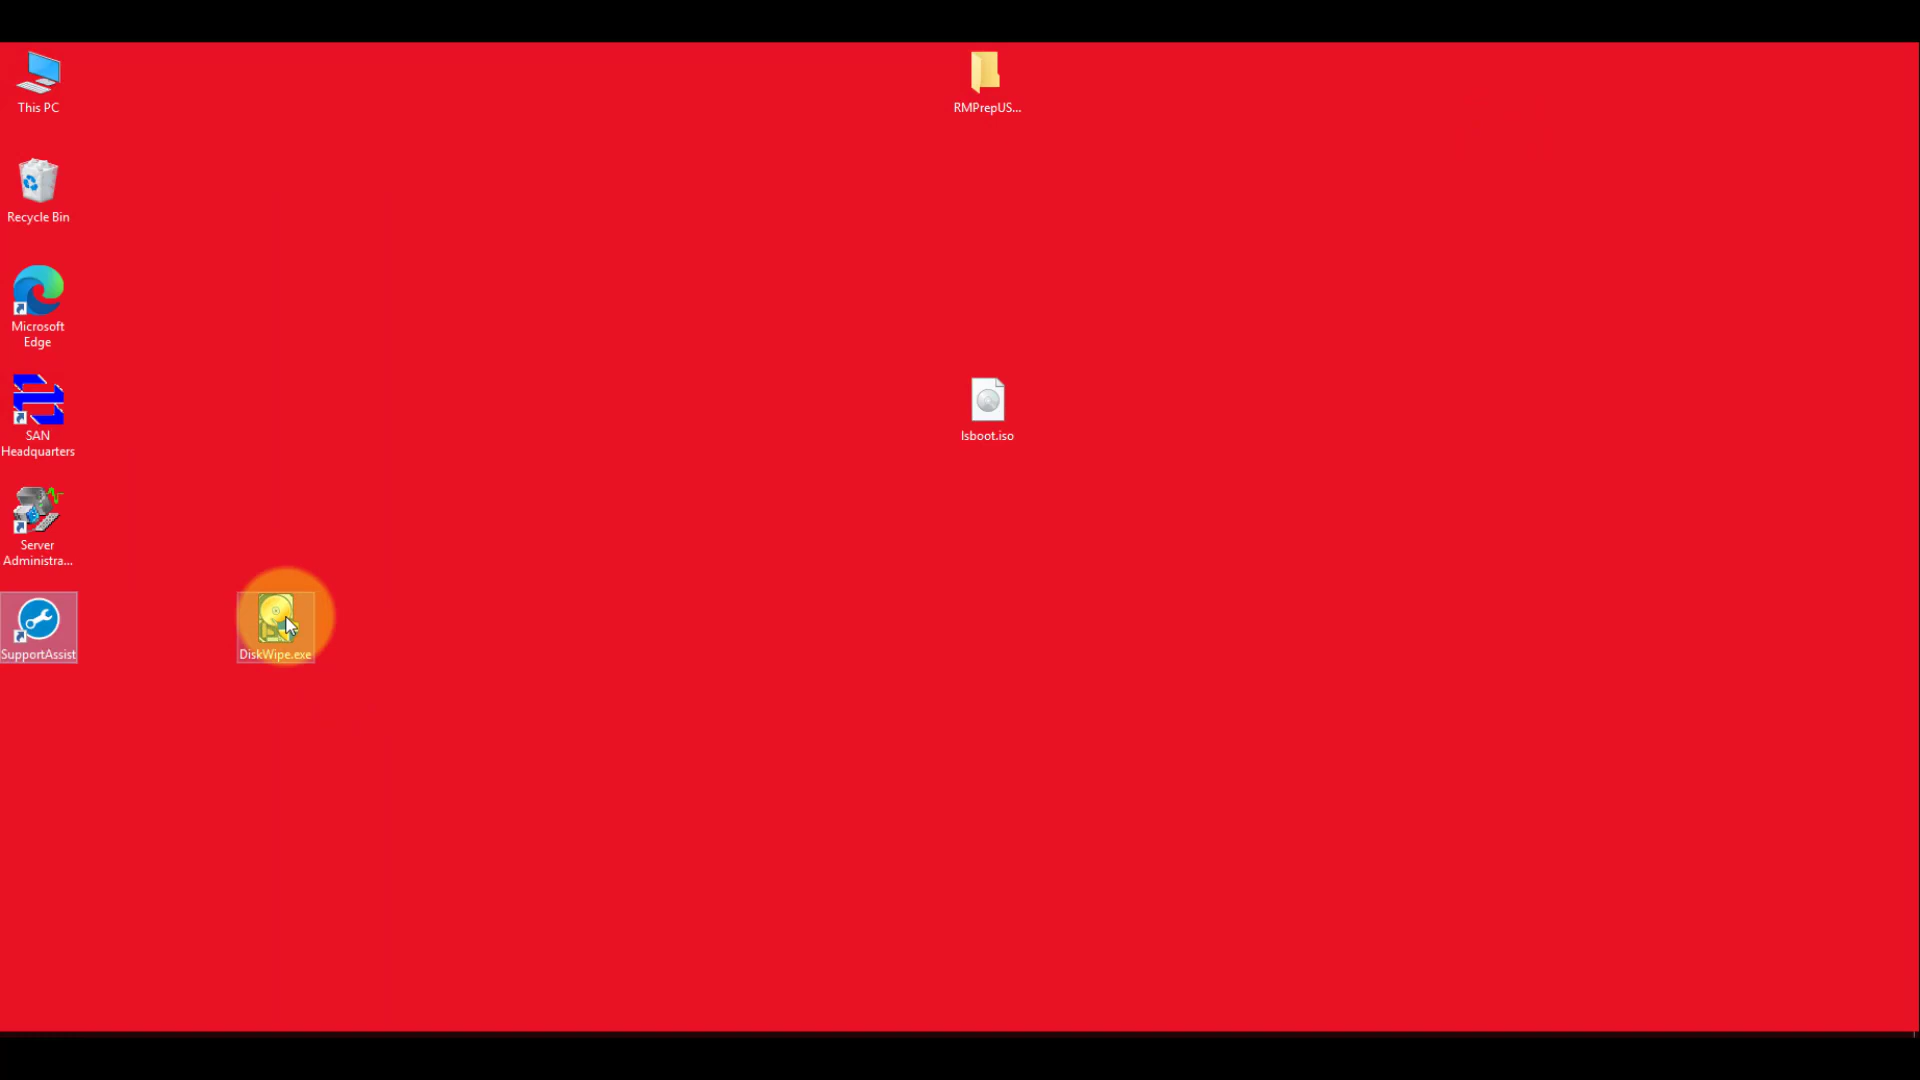 This PC
Recycle Bin
Microsoft
Edge
SAN
Headquarters
Server
Administra...
SupportAssist
DiskWipe.exe
RMPrepUS...
lsboot.iso